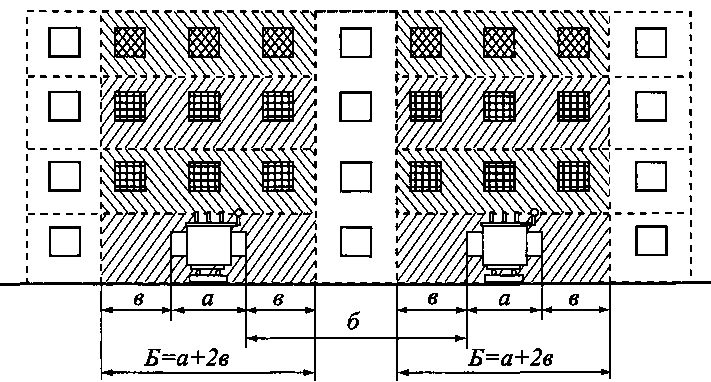 в а в в а в
б
Б=а+2в Б=а+2в